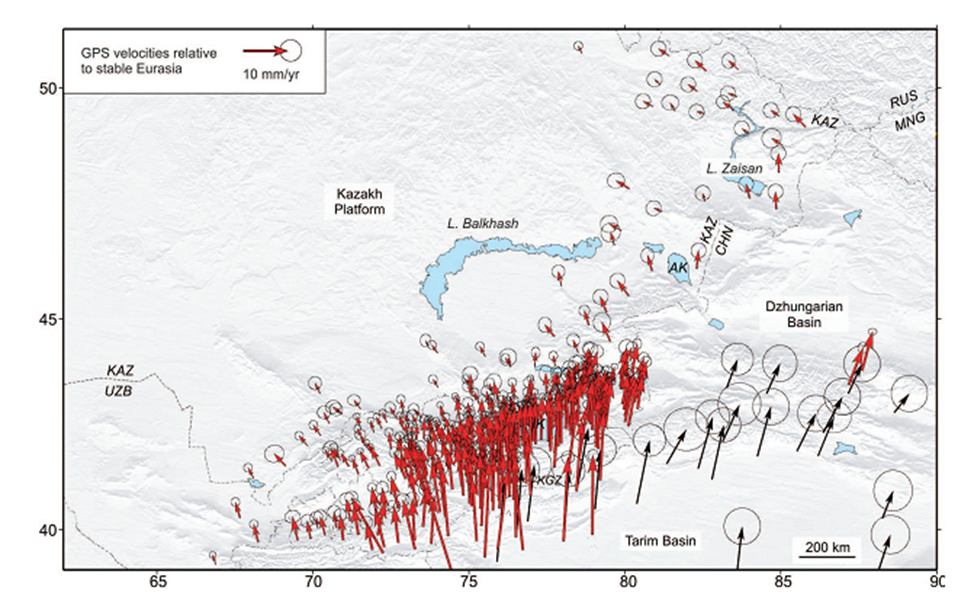 GPS velocities relative
to stable Eurasia
10 mm/yr
50
RUS
MNG
KAZ
L. Zaisan
Kazakh
Platform
L. Balkhash
KAZ
CHN
AK
45
Dzhungarian
Basin
KAZ
UZB
IK
KGZ
40
Tarim Basin
200 km
65
70
75
80
85
90